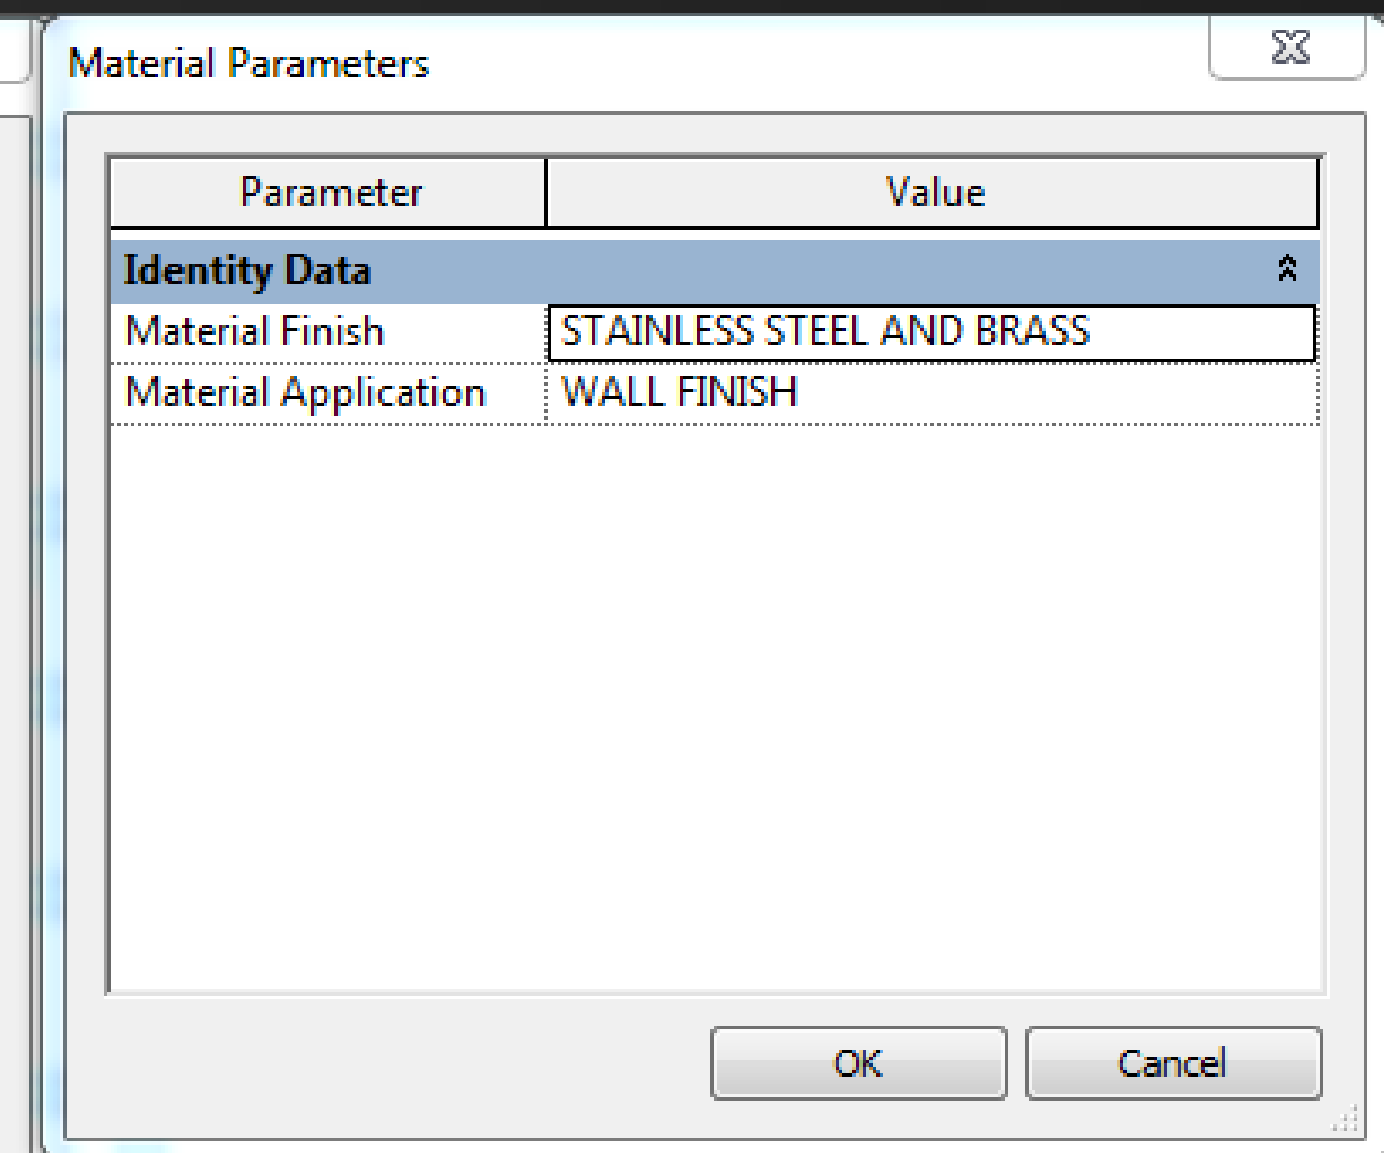 Material Parameters
Parameter Value
Identity Data
Material Finish STAINLESS STEEL AND BRASS
Material Application WALL FINISH
OK Cancel